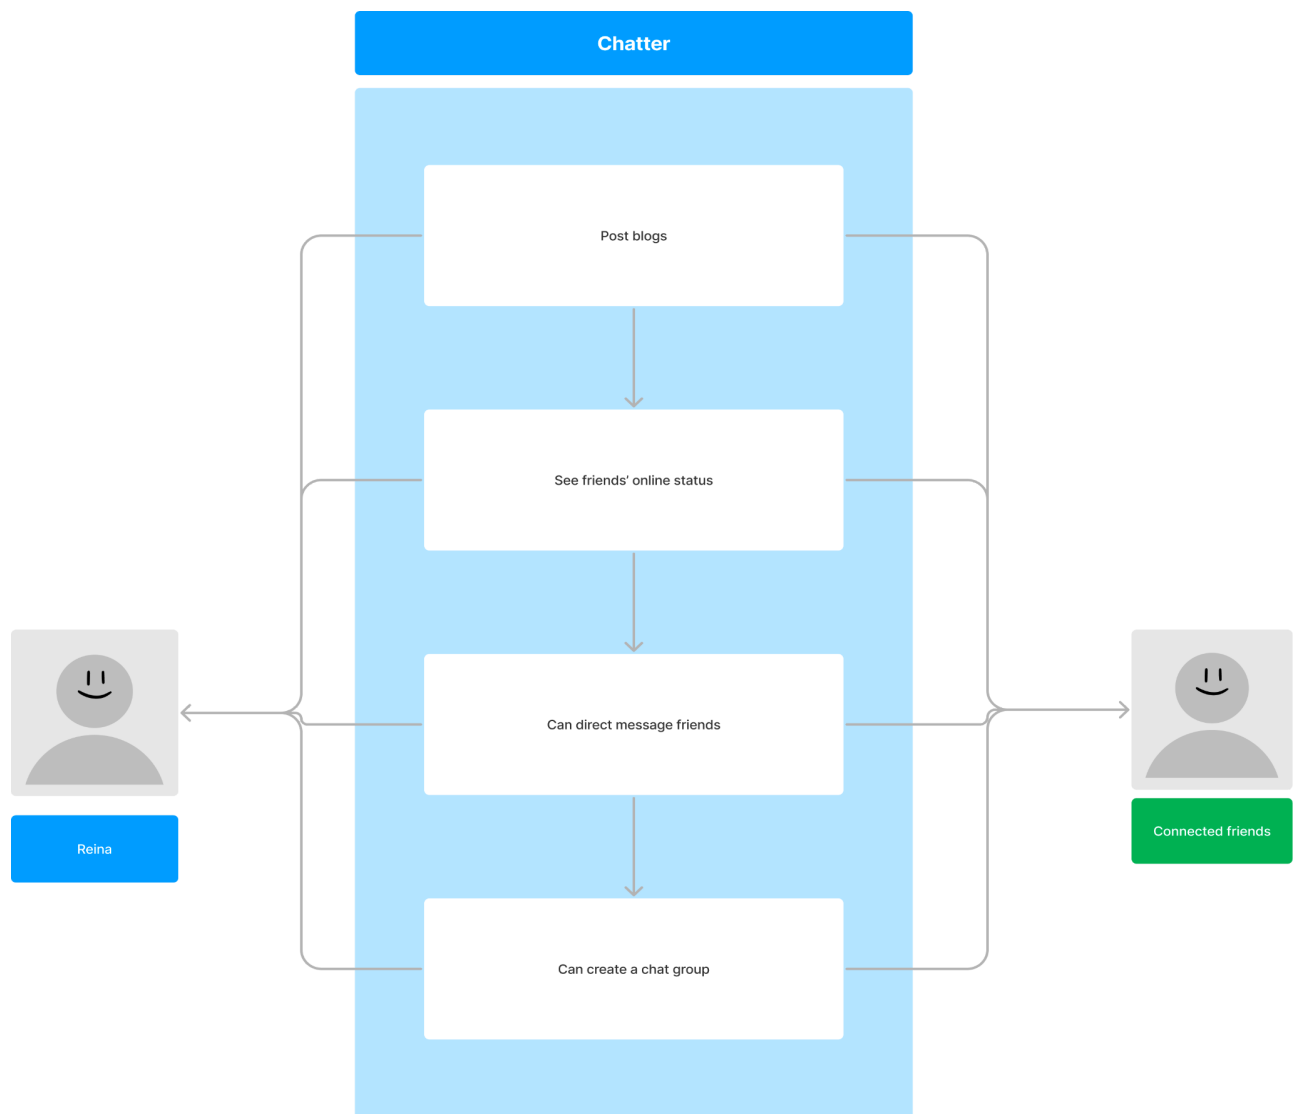 Chatter
Post blogs
See friends' online status
Can direct message friends
Can create a chat group
Reina
Connected friends